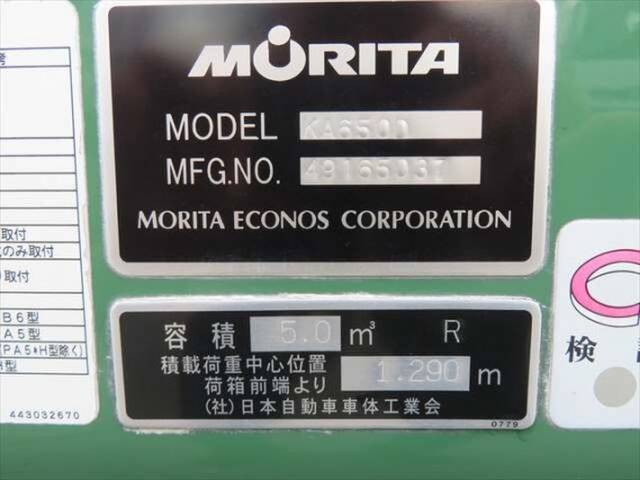 考
MORITA
MODEL KA6500
MFG.NO. 49165037
MORITA ECONOS CORPORATION
取付
のみ取付
取付
B6型
A5型
(PA5*H型除く)
型
443032670
容積 5.0 m³ R
積載荷重中心位置
荷箱前端より 1.290 m
(社)日本自動車車体工業会
0779
検